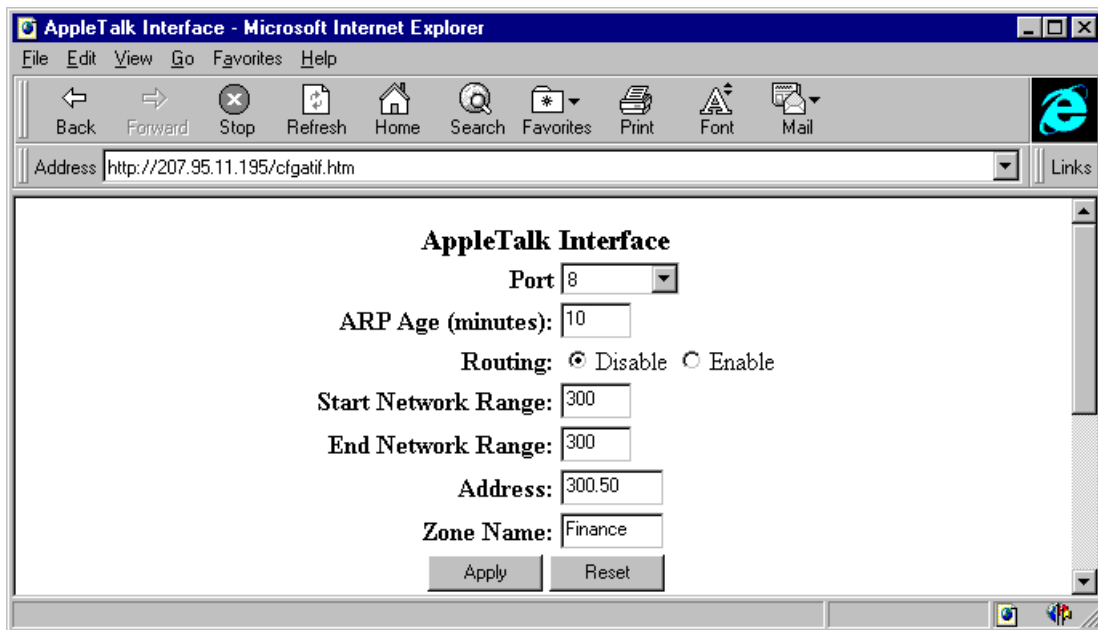 AppleTalk Interface - Microsoft Internet Explorer
File Edit View Go Favorites Help
Back Forward Stop Refresh Home Search Favorites Print Font Mail
Address http://207.95.11.195/cfgatif.htm Links
AppleTalk Interface
Port 8
ARP Age (minutes): 10
Routing: Disable Enable
Start Network Range: 300
End Network Range: 300
Address: 300.50
Zone Name: Finance
Apply Reset